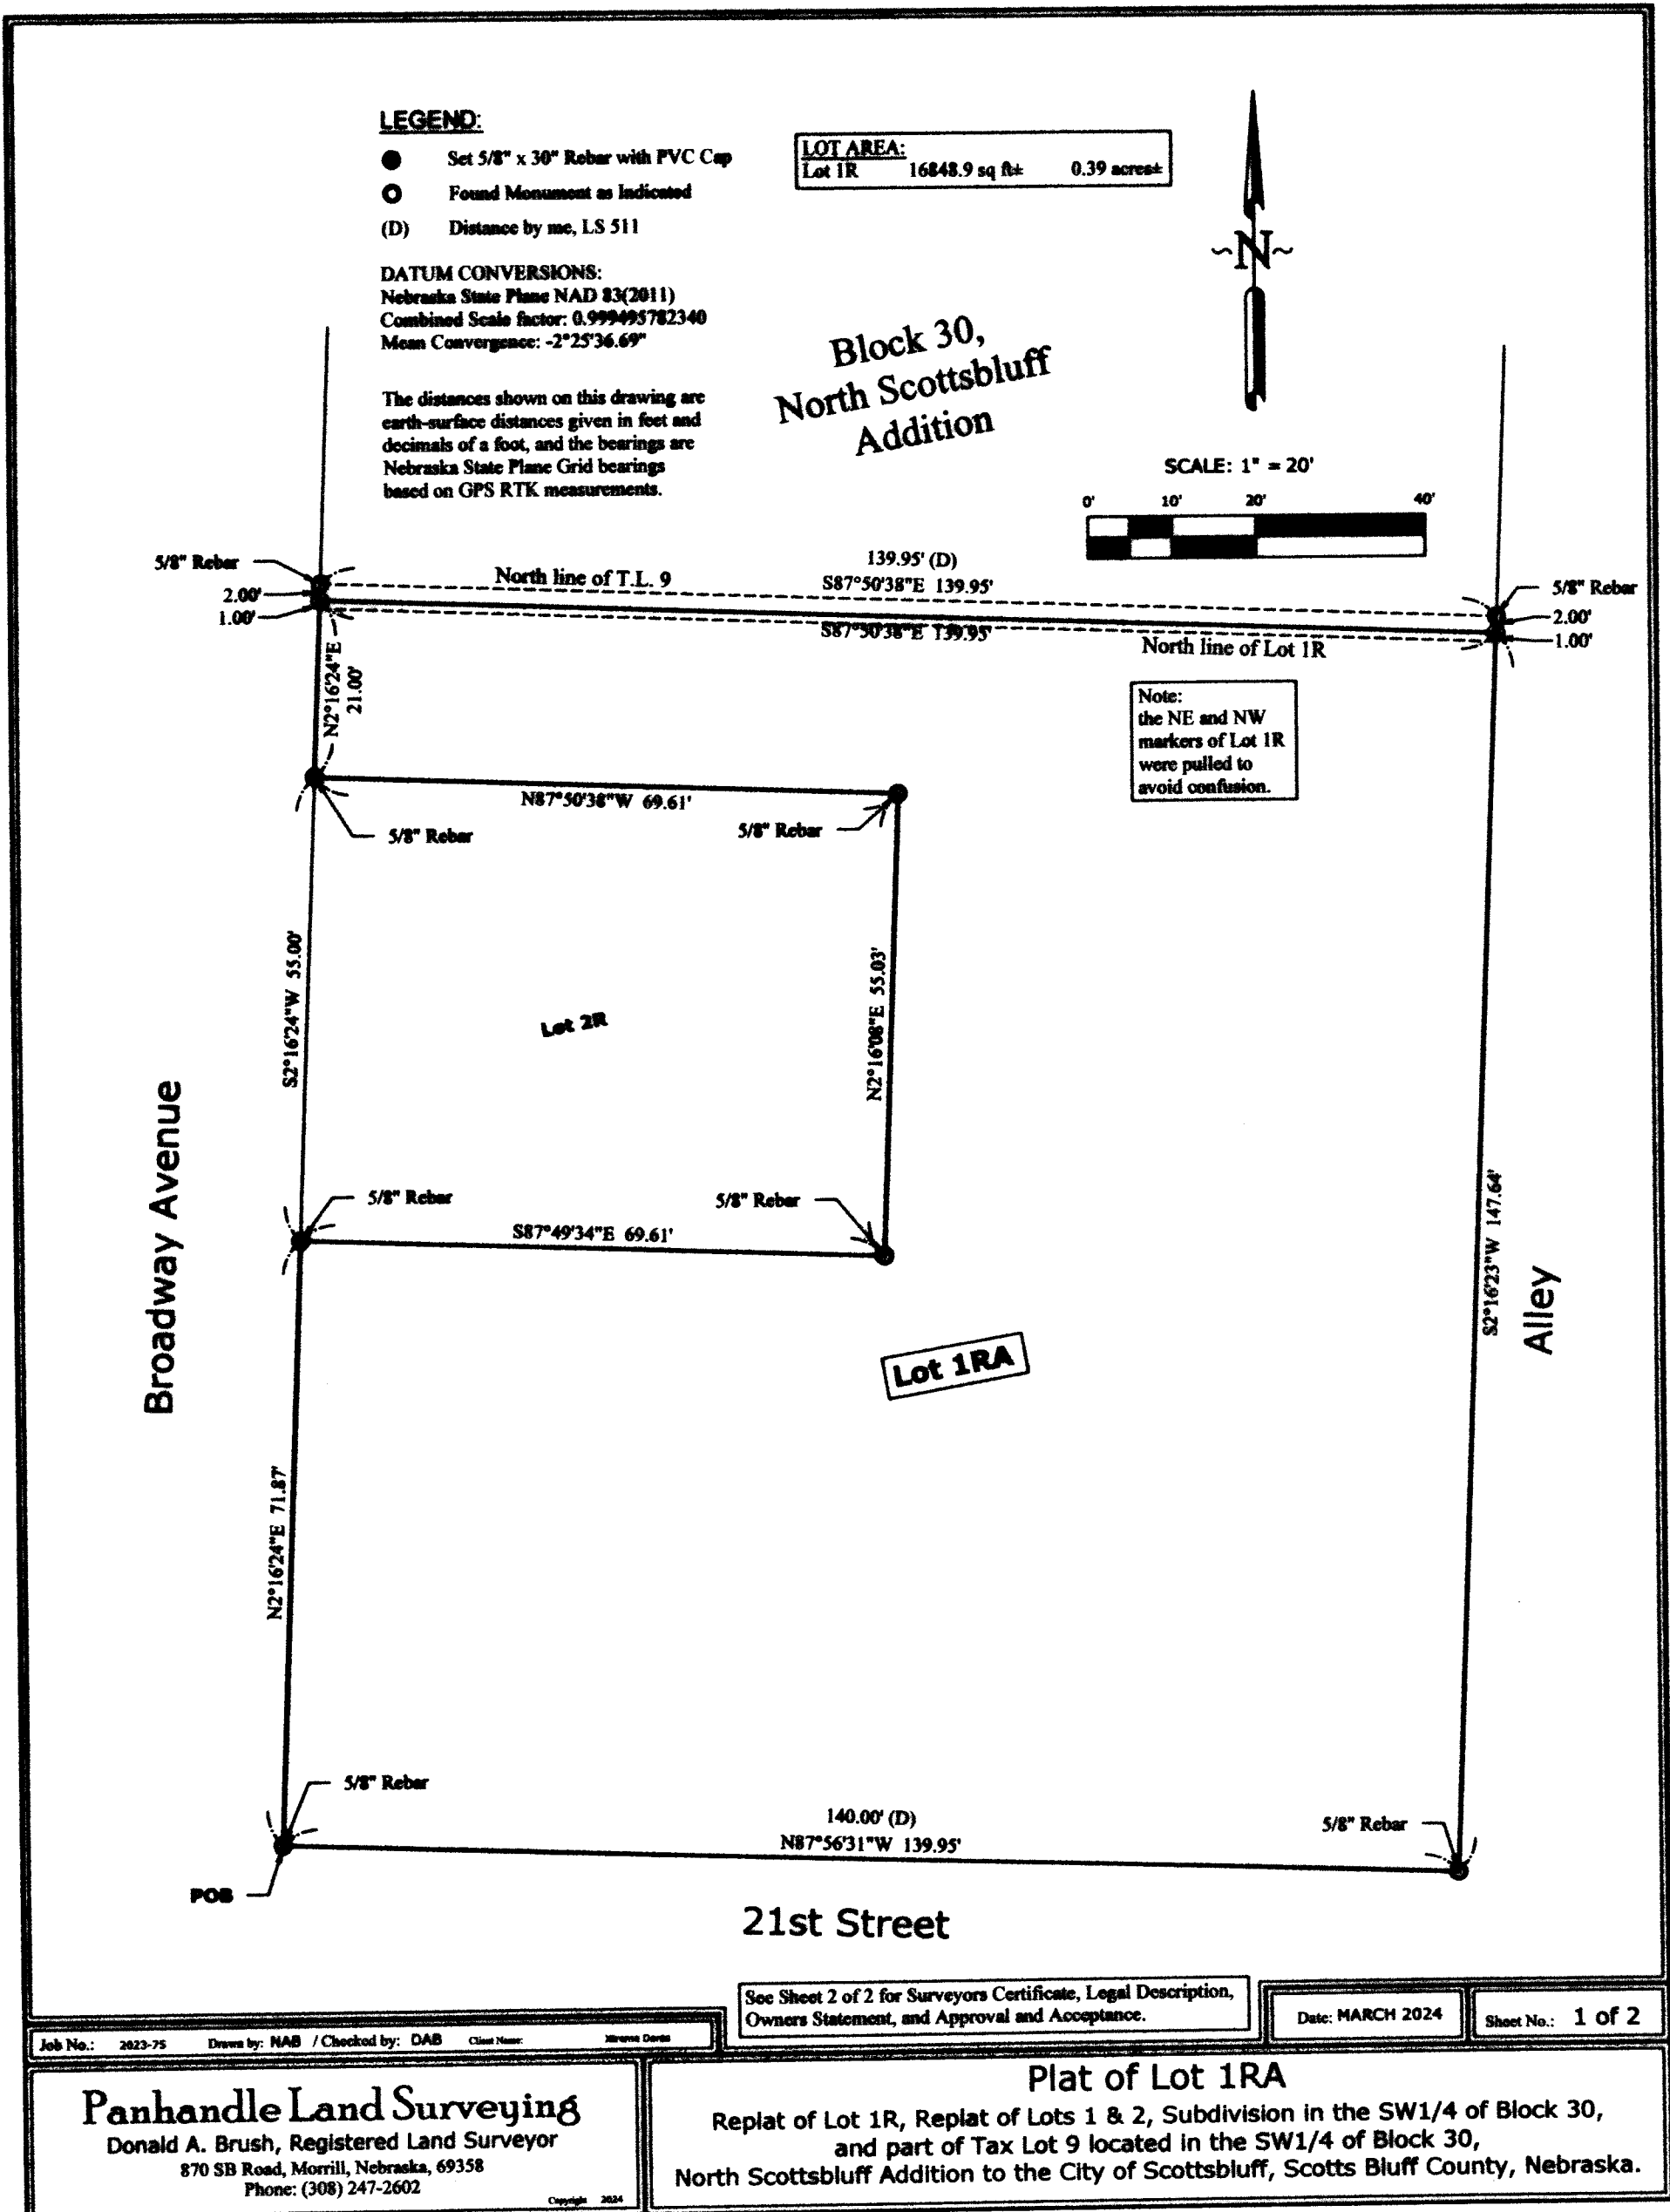 LEGEND:
Set 5/8" x 30" Rebar with PVC Cap
Found Monument as Indicated
(D) Distance by me, LS 511
DATUM CONVERSIONS:
Nebraska State Plane NAD 83(2011)
Combined Scale factor: 0.999495782340
Mean Convergence: -2°25'36.69"
The distances shown on this drawing are
earth-surface distances given in feet and
decimals of a foot, and the bearings are
Nebraska State Plane Grid bearings
based on GPS RTK measurements.
LOT AREA:
Lot 1R 16848.9 sq ft± 0.39 acres±
~N~
Block 30,
North Scottsbluff
Addition
SCALE: 1" = 20'
0' 10' 20' 40'
5/8" Rebar
2.00'
1.00'
North line of T.L. 9
139.95' (D)
S87°50'38"E 139.95'
S87°50'38"E 139.95'
North line of Lot 1R
5/8" Rebar
2.00'
1.00'
N2°16'24"E
21.00'
Note:
the NE and NW
markers of Lot 1R
were pulled to
avoid confusion.
N87°50'38"W 69.61'
5/8" Rebar
5/8" Rebar
S2°16'24"W 55.00'
Lot 2R
N2°16'08"E 55.03'
5/8" Rebar
5/8" Rebar
S87°49'34"E 69.61'
Broadway Avenue
S2°16'23"W 147.64'
Alley
Lot 1RA
N2°16'24"E 71.87'
5/8" Rebar
140.00' (D)
N87°56'31"W 139.95'
5/8" Rebar
POB
21st Street
See Sheet 2 of 2 for Surveyors Certificate, Legal Description,
Owners Statement, and Approval and Acceptance.
Date: MARCH 2024
Sheet No.: 1 of 2
Job No.: 2023-75 Drawn by: NAB / Checked by: DAB Client Name:
Panhandle Land Surveying
Donald A. Brush, Registered Land Surveyor
870 SB Road, Morrill, Nebraska, 69358
Phone: (308) 247-2602
Copyright 2024
Plat of Lot 1RA
Replat of Lot 1R, Replat of Lots 1 & 2, Subdivision in the SW1/4 of Block 30,
and part of Tax Lot 9 located in the SW1/4 of Block 30,
North Scottsbluff Addition to the City of Scottsbluff, Scotts Bluff County, Nebraska.